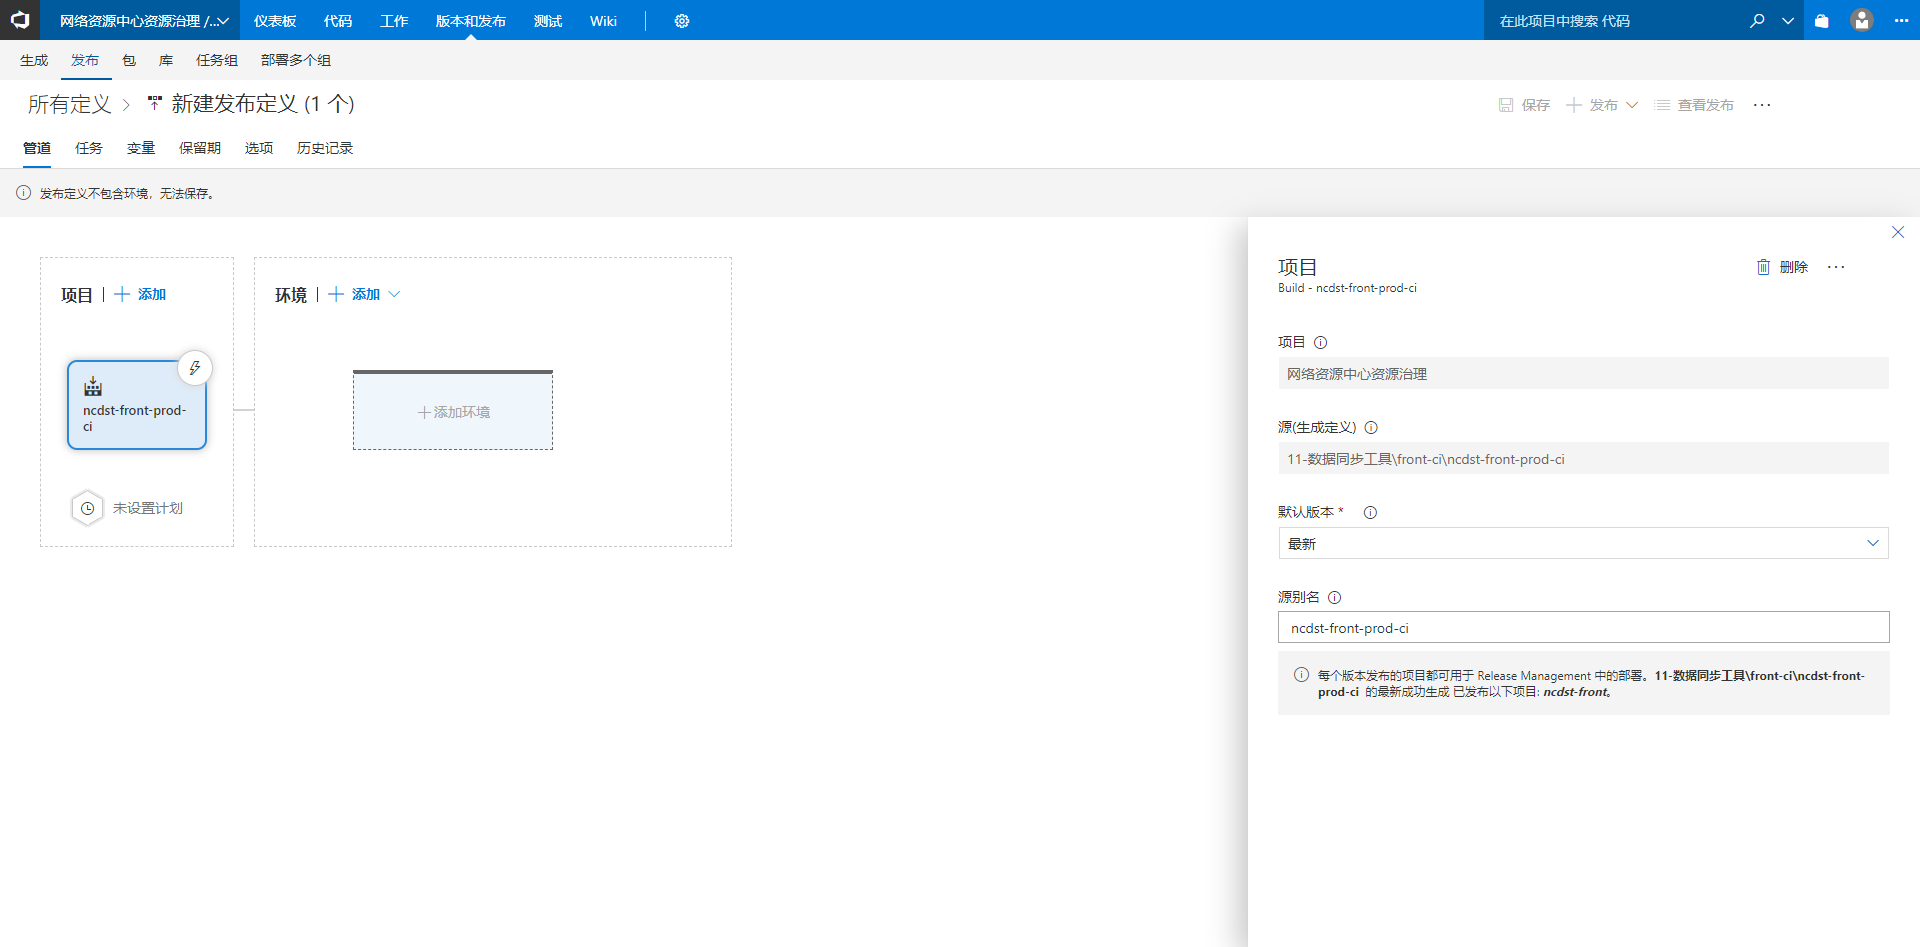 网络资源中心资源治理 /...
仪表板
代码
工作
版本和发布
测试
Wiki
在此项目中搜索 代码
生成
发布
包
库
任务组
部署多个组
所有定义
新建发布定义 (1 个)
保存
发布
查看发布
管道
任务
变量
保留期
选项
历史记录
发布定义不包含环境，无法保存。
项目
添加
环境
添加
ncdst-front-prod-
ci
添加环境
未设置计划
项目
删除
Build - ncdst-front-prod-ci
项目
网络资源中心资源治理
源(生成定义)
11-数据同步工具\front-ci\ncdst-front-prod-ci
默认版本 *
最新
源别名
ncdst-front-prod-ci
每个版本发布的项目都可用于 Release Management 中的部署。11-数据同步工具\front-ci\ncdst-front-
prod-ci 的最新成功生成 已发布以下项目: ncdst-front。